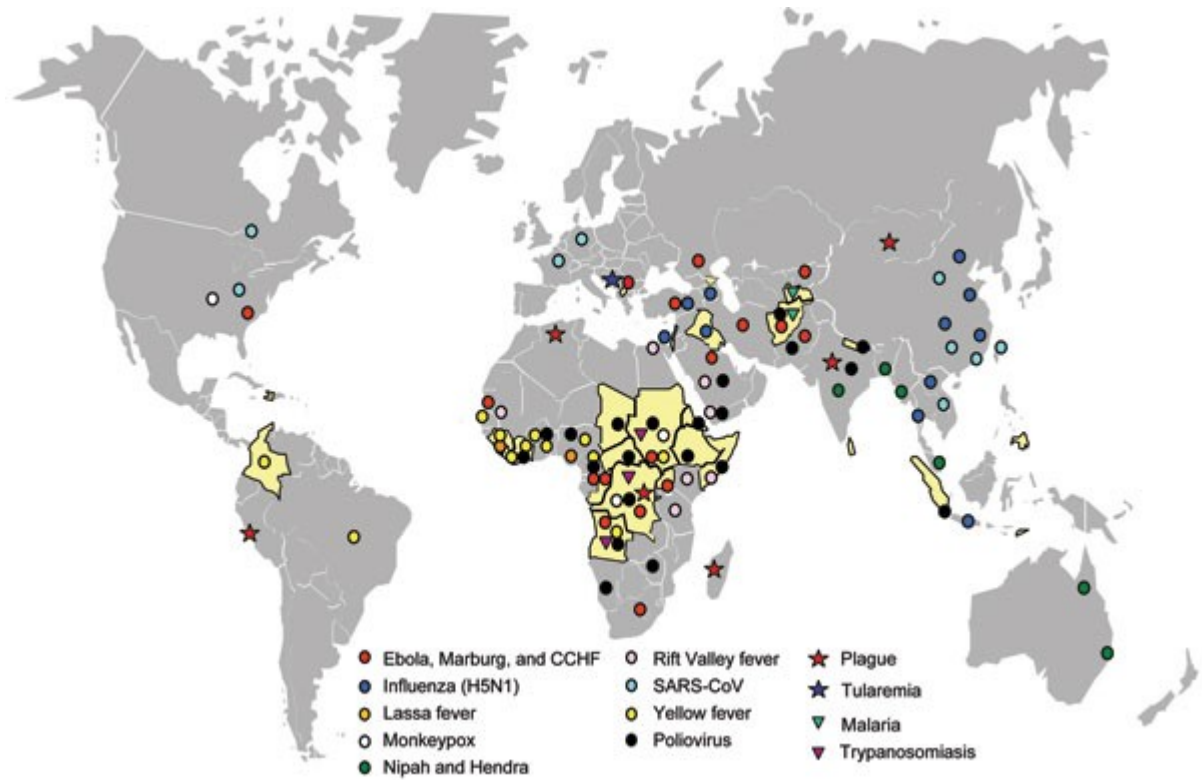 Ebola, Marburg, and CCHF
Influenza (H5N1)
Lassa fever
Monkeypox
Nipah and Hendra
Rift Valley fever
SARS-CoV
Yellow fever
Poliovirus
Plague
Tularemia
Malaria
Trypanosomiasis